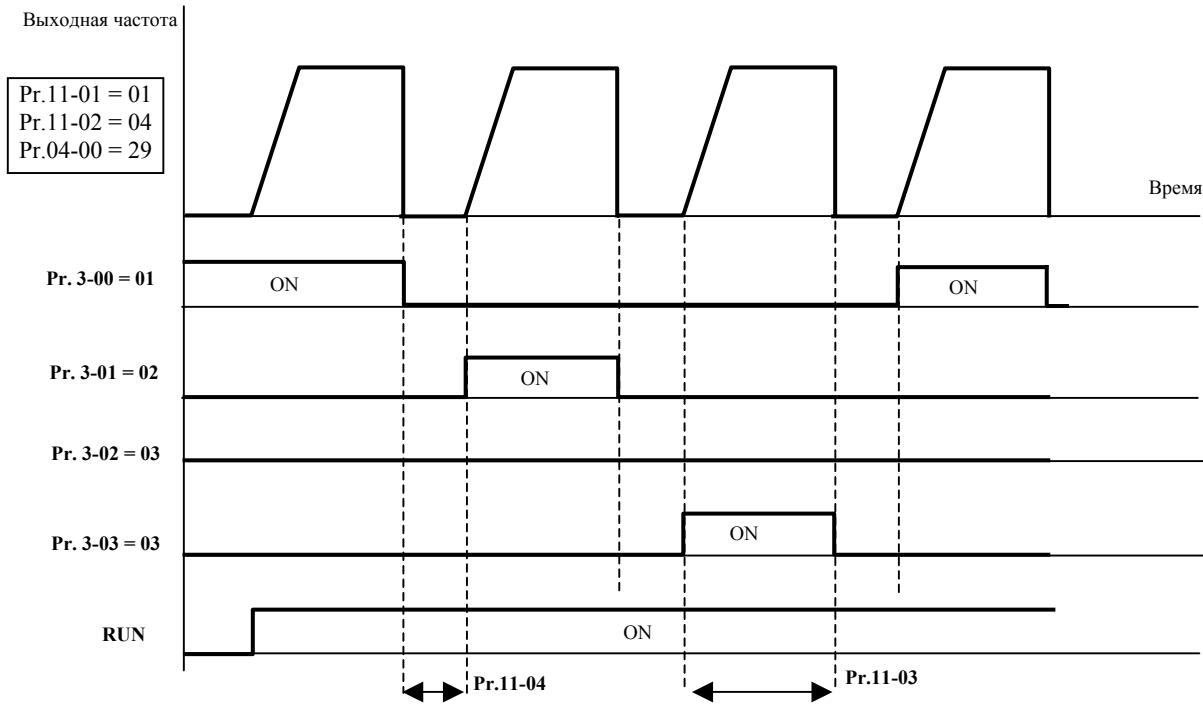 Выходная частота
Pr.11-01 = 01
Pr.11-02 = 04
Pr.04-00 = 29
Время
Pr. 3-00 = 01
ON
ON
Pr. 3-01 = 02
ON
Pr. 3-02 = 03
Pr. 3-03 = 03
ON
RUN
ON
Pr.11-04
Pr.11-03